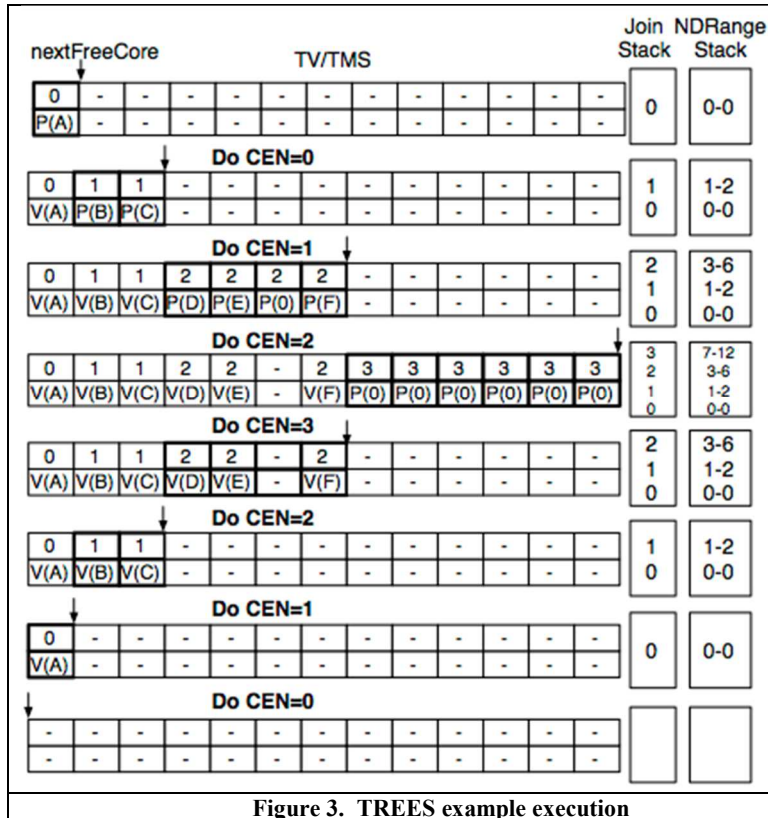 nextFreeCore TV/TMS Join Stack NDRange Stack
0 - - - - - - - - - - - -
P(A) - - - - - - - - - - - -
0
0-0
Do CEN=0
0 1 1 - - - - - - - - - -
V(A) P(B) P(C) - - - - - - - - - -
1 1-2
0 0-0
Do CEN=1
0 1 1 2 2 2 2 - - - - - -
V(A) V(B) V(C) P(D) P(E) P(0) P(F) - - - - - -
2 3-6
1 1-2
0 0-0
Do CEN=2
0 1 1 2 2 - 2 3 3 3 3 3 3
V(A) V(B) V(C) V(D) V(E) - V(F) P(0) P(0) P(0) P(0) P(0) P(0)
3 7-12
2 3-6
1 1-2
0 0-0
Do CEN=3
0 1 1 2 2 - 2 - - - - - -
V(A) V(B) V(C) V(D) V(E) - V(F) - - - - - -
2 3-6
1 1-2
0 0-0
Do CEN=2
0 1 1 - - - - - - - - - -
V(A) V(B) V(C) - - - - - - - - - -
1 1-2
0 0-0
Do CEN=1
0 - - - - - - - - - - - -
V(A) - - - - - - - - - - - -
0 0-0
Do CEN=0
- - - - - - - - - - - - -
- - - - - - - - - - - - -
Figure 3. TREES example execution